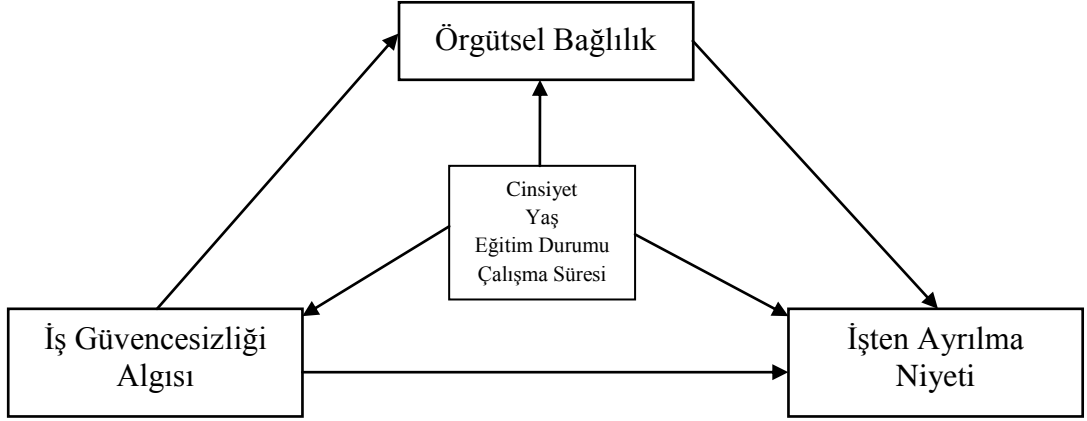 Örgütsel Bağlılık
Cinsiyet
Yaş
Eğitim Durumu
Çalışma Süresi
İş Güvencesizliği
Algısı
İşten Ayrılma
Niyeti